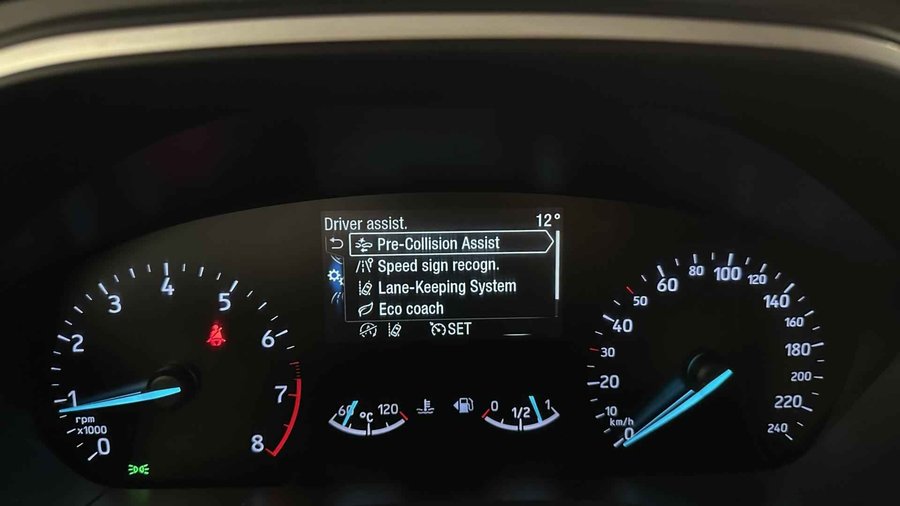 Driver assist. 12°
Pre-Collision Assist
Speed sign recogn.
Lane-Keeping System
Eco coach
SET
0
1
2
3
4
5
6
7
8
rpm
x1000
60 °C 120
0 1/2 1
0
10
20
30
40
50
60
80
100
120
140
160
180
200
220
240
km/h